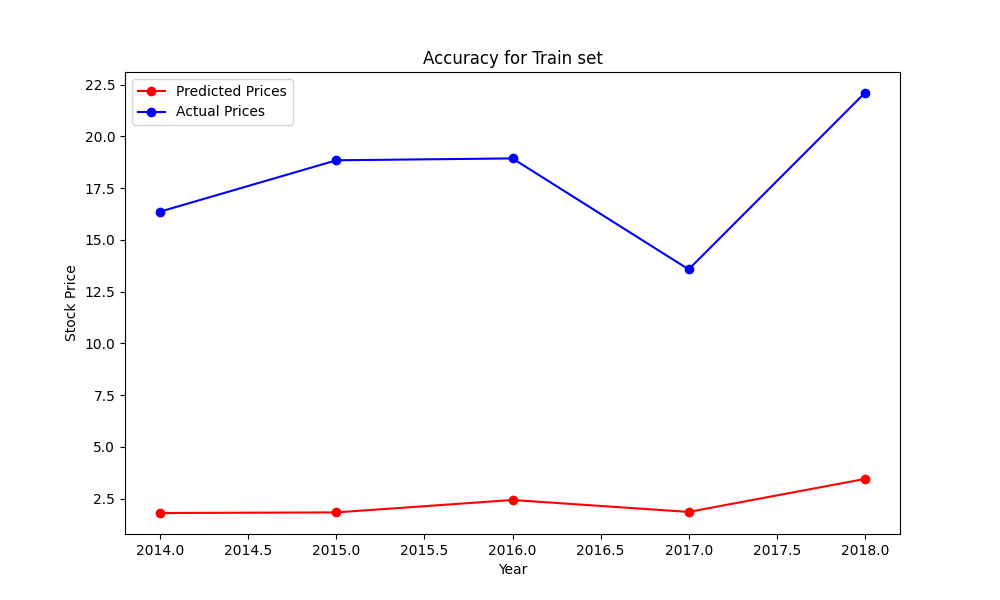 Accuracy for Train set
Predicted Prices
Actual Prices
Stock Price
22.5
20.0
17.5
15.0
12.5
10.0
7.5
5.0
2.5
2014.0 2014.5 2015.0 2015.5 2016.0 2016.5 2017.0 2017.5 2018.0
Year